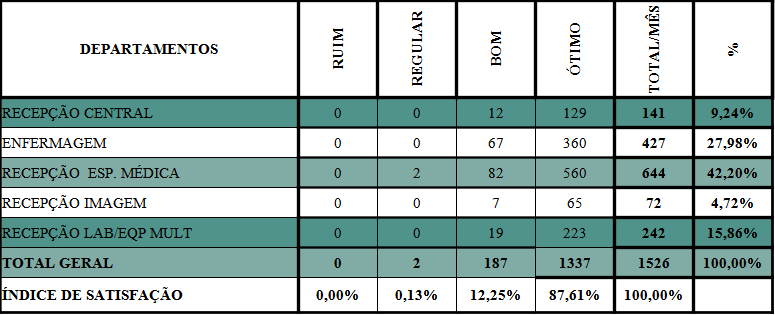 DEPARTAMENTOS RUIM REGULAR BOM ÓTIMO TOTAL/MÊS %
RECEPÇÃO CENTRAL 0 0 12 129 141 9,24%
ENFERMAGEM 0 0 67 360 427 27,98%
RECEPÇÃO ESP. MÉDICA 0 2 82 560 644 42,20%
RECEPÇÃO IMAGEM 0 0 7 65 72 4,72%
RECEPÇÃO LAB/EQP MULT 0 0 19 223 242 15,86%
TOTAL GERAL 0 2 187 1337 1526 100,00%
ÍNDICE DE SATISFAÇÃO 0,00% 0,13% 12,25% 87,61% 100,00%